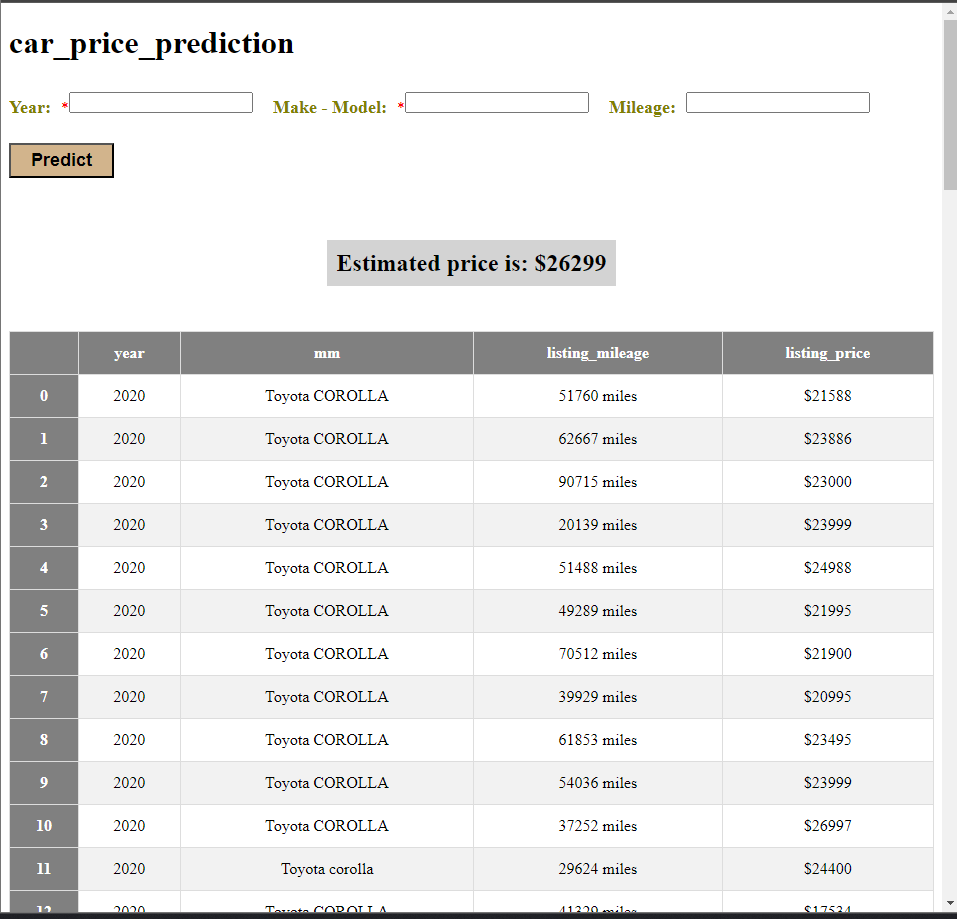 car_price_prediction
Year: * Make - Model: * Mileage:
Predict
Estimated price is: $26299
year mm listing_mileage listing_price
0 2020 Toyota COROLLA 51760 miles $21588
1 2020 Toyota COROLLA 62667 miles $23886
2 2020 Toyota COROLLA 90715 miles $23000
3 2020 Toyota COROLLA 20139 miles $23999
4 2020 Toyota COROLLA 51488 miles $24988
5 2020 Toyota COROLLA 49289 miles $21995
6 2020 Toyota COROLLA 70512 miles $21900
7 2020 Toyota COROLLA 39929 miles $20995
8 2020 Toyota COROLLA 61853 miles $23495
9 2020 Toyota COROLLA 54036 miles $23999
10 2020 Toyota COROLLA 37252 miles $26997
11 2020 Toyota corolla 29624 miles $24400
12 2020 Toyota COROLLA 41329 miles $17534